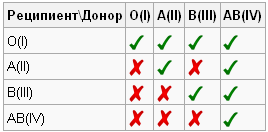 Реципиент\Донор O(I) A(II) B(III) AB(IV)
O(I)
A(II)
B(III)
AB(IV)